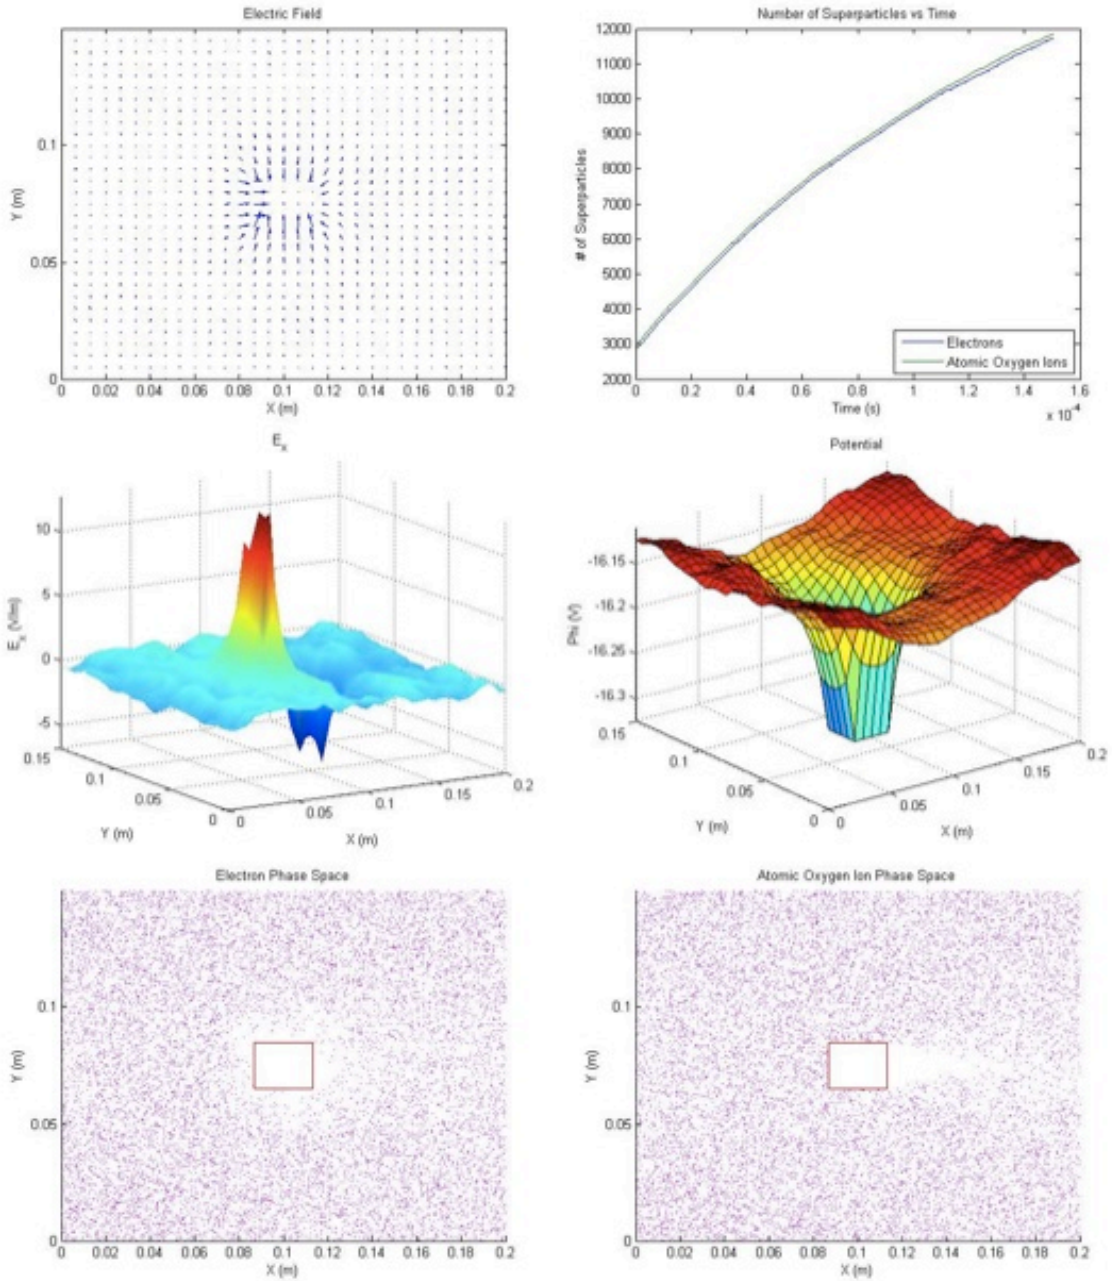 Electric Field
Y (m)
0.1
0.05
0
0 0.02 0.04 0.06 0.08 0.1 0.12 0.14 0.16 0.18 0.2
X (m)
Number of Superparticles vs Time
# of Superparticles
12000
11000
10000
9000
8000
7000
6000
5000
4000
3000
2000
Electrons
Atomic Oxygen Ions
0 0.2 0.4 0.6 0.8 1 1.2 1.4 1.6
Time (s)
x 10⁻⁴
E_x
E_x (V/m)
10
5
0
-5
0.15
0.1
0.05
0
Y (m)
0 0.05 0.1 0.15 0.2
X (m)
Potential
Phi (V)
-16.15
-16.2
-16.25
-16.3
0.15
0.1
0.05
0
Y (m)
0 0.05 0.1 0.15 0.2
X (m)
Electron Phase Space
Y (m)
0.1
0.05
0
0 0.02 0.04 0.06 0.08 0.1 0.12 0.14 0.16 0.18 0.2
X (m)
Atomic Oxygen Ion Phase Space
Y (m)
0.1
0.05
0
0 0.02 0.04 0.06 0.08 0.1 0.12 0.14 0.16 0.18 0.2
X (m)